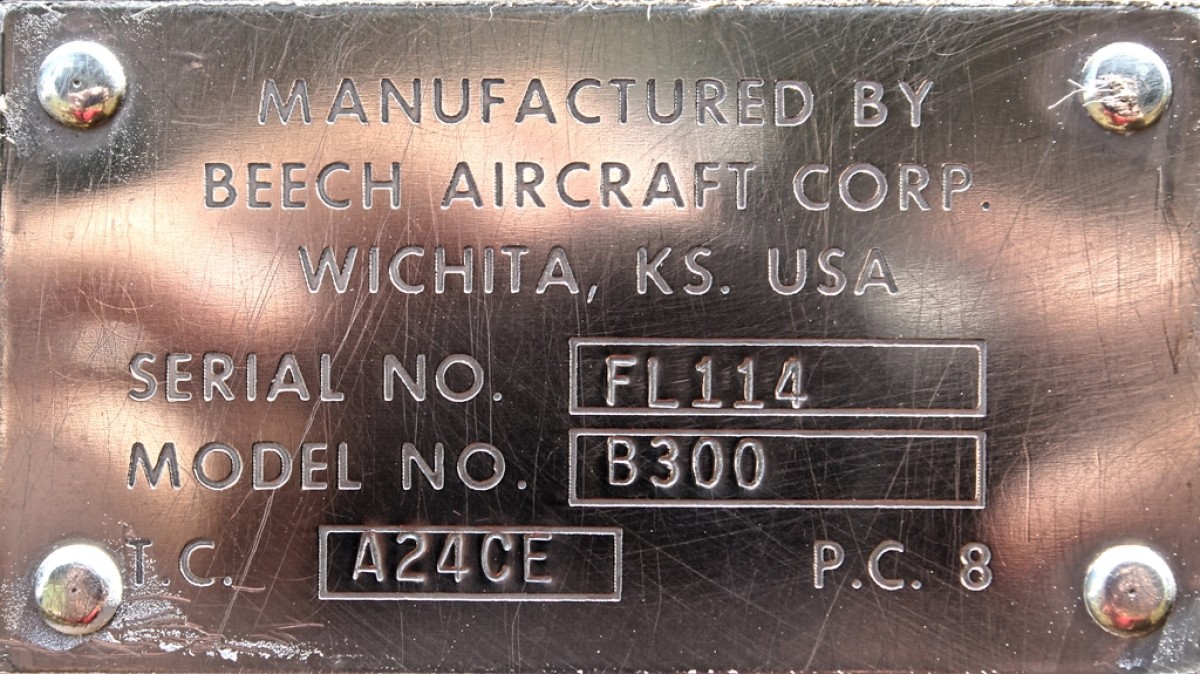 MANUFACTURED BY
BEECH AIRCRAFT CORP.
WICHITA, KS. USA
SERIAL NO. FL114
MODEL NO. B300
T.C. A24CE P.C. 8